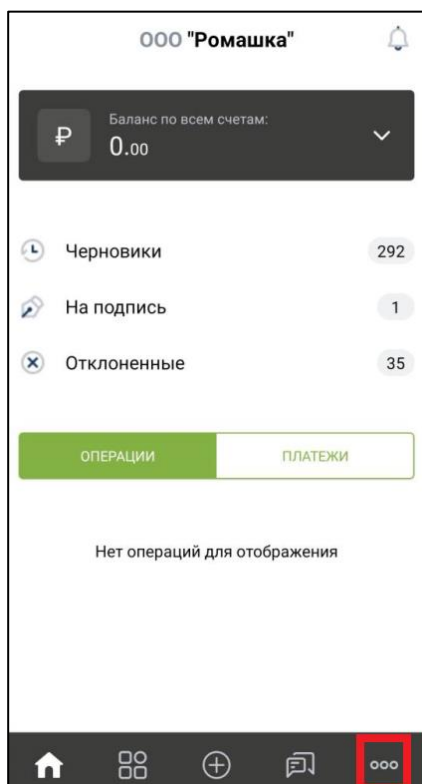 ООО "Ромашка"
₽
Баланс по всем счетам:
0.00
Черновики 292
На подпись 1
Отклоненные 35
ОПЕРАЦИИ ПЛАТЕЖИ
Нет операций для отображения